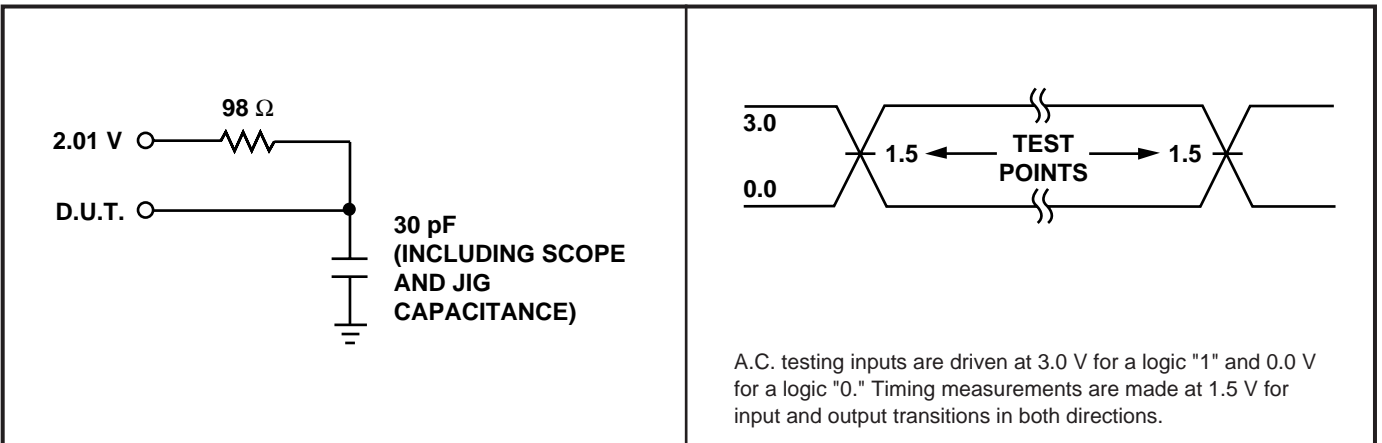 98 Ω
2.01 V
D.U.T.
30 pF
(INCLUDING SCOPE
AND JIG
CAPACITANCE)
3.0
0.0
1.5
TEST
POINTS
1.5
A.C. testing inputs are driven at 3.0 V for a logic "1" and 0.0 V
for a logic "0." Timing measurements are made at 1.5 V for
input and output transitions in both directions.